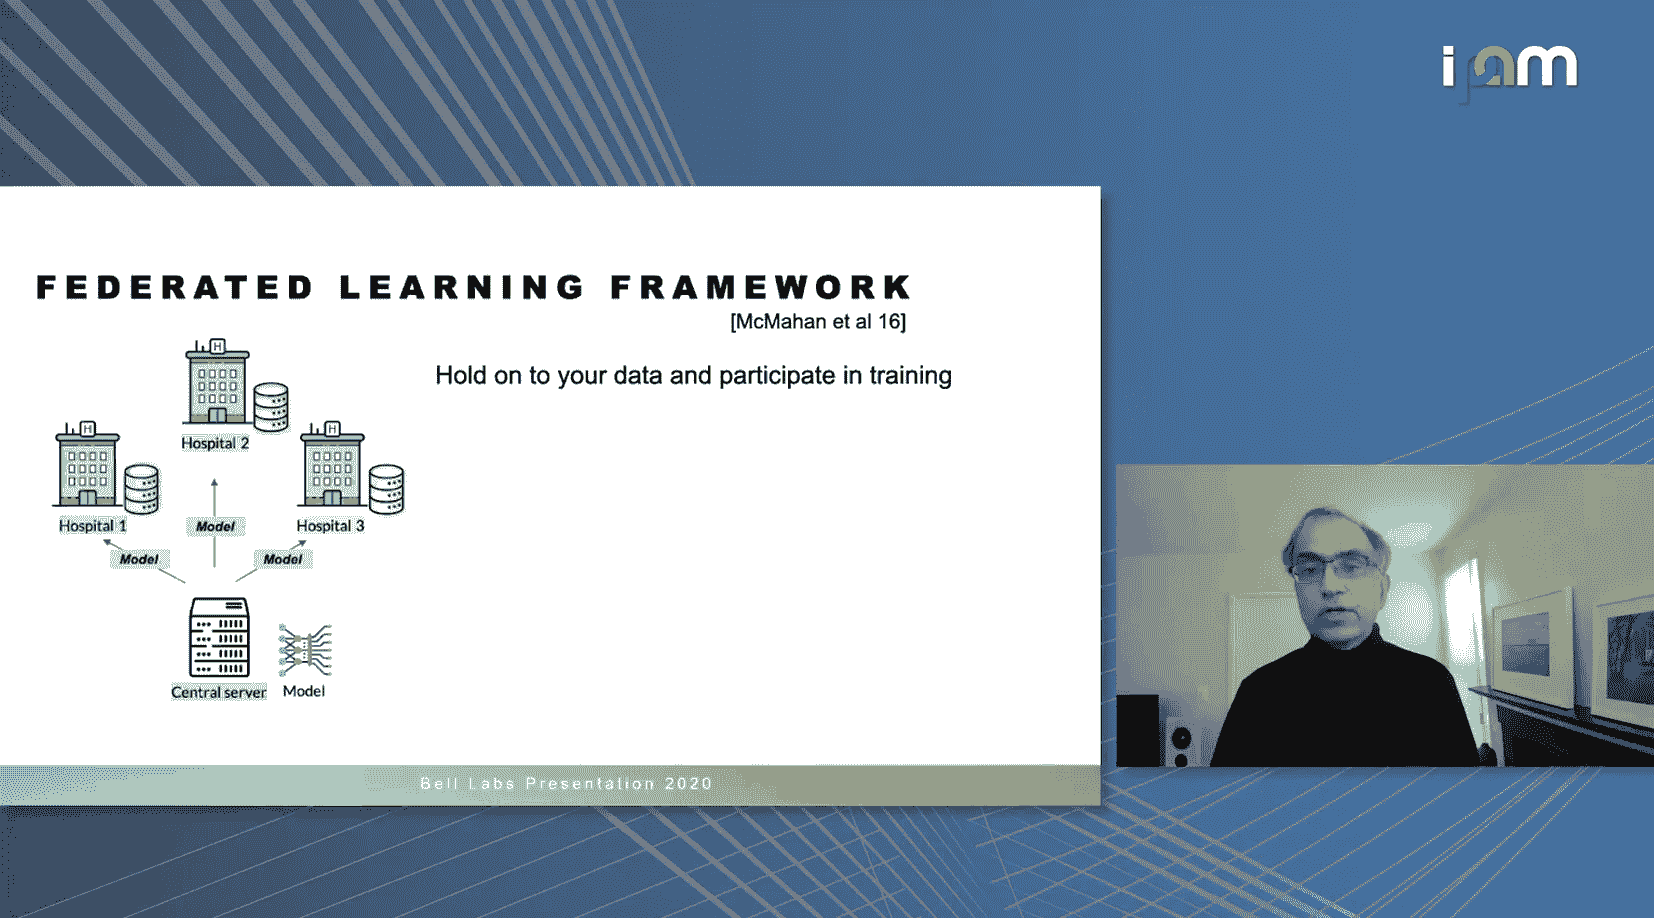 ipam
FEDERATED LEARNING FRAMEWORK
[McMahan et al 16]
Hold on to your data and participate in training
H
Hospital 2
H
Hospital 1
H
Hospital 3
Model
Model
Model
Central server
Model
Bell Labs Presentation 2020